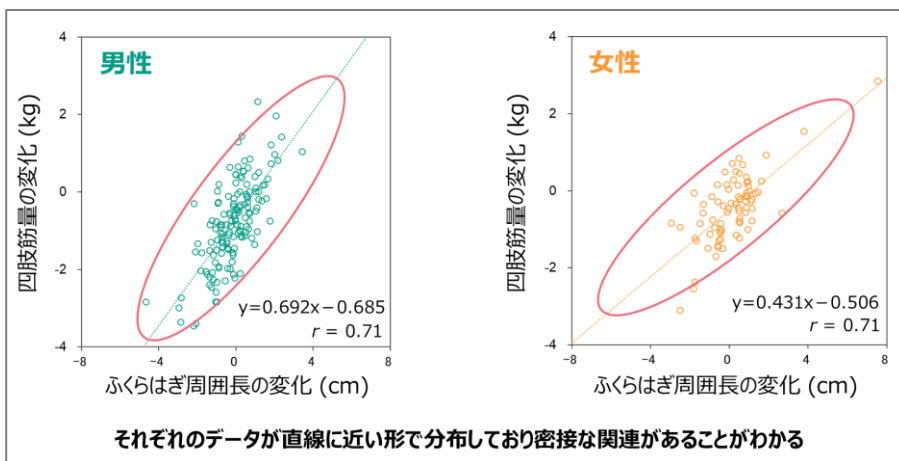 男性
四肢筋量の変化 (kg)
4
2
0
−2
−4
−8
−4
0
4
8
y=0.692x−0.685
r = 0.71
ふくらはぎ周囲長の変化 (cm)
女性
四肢筋量の変化 (kg)
4
2
0
−2
−4
−8
−4
0
4
8
y=0.431x−0.506
r = 0.71
ふくらはぎ周囲長の変化 (cm)
それぞれのデータが直線に近い形で分布しており密接な関連があることがわかる